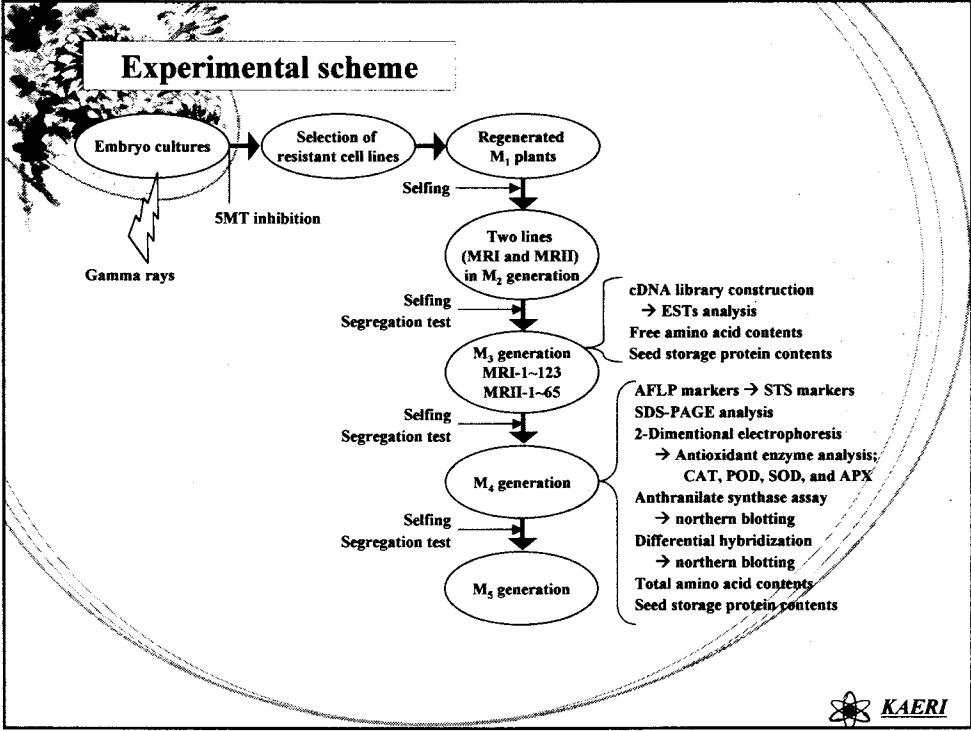 Experimental scheme
Embryo cultures
Selection of
resistant cell lines
Regenerated
M₁ plants
Selfing
5MT inhibition
Gamma rays
Two lines
(MRI and MRII)
in M₂ generation
Selfing
Segregation test
cDNA library construction
→ ESTs analysis
Free amino acid contents
Seed storage protein contents
M₃ generation
MRI-1~123
MRII-1~65
Selfing
Segregation test
AFLP markers → STS markers
SDS-PAGE analysis
2-Dimentional electrophoresis
→ Antioxidant enzyme analysis;
CAT, POD, SOD, and APX
Anthranilate synthase assay
→ northern blotting
Differential hybridization
→ northern blotting
Total amino acid contents
Seed storage protein contents
M₄ generation
Selfing
Segregation test
M₅ generation
KAERI